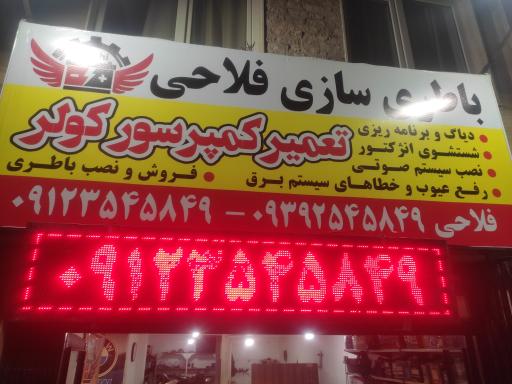 باطری سازی فلاحی
دیاگ و برنامه ریزی
شستشوی انژکتور
نصب سیستم صوتی
رفع عیوب و خطاهای سیستم برق
تعمیر کمپرسور کولر
فروش و نصب باطری
فلاحی ۰۹۳۹۲۵۴۵۸۴۹ - ۰۹۱۲۳۵۴۵۸۴۹
۰۹۱۲۳۵۴۵۸۴۹